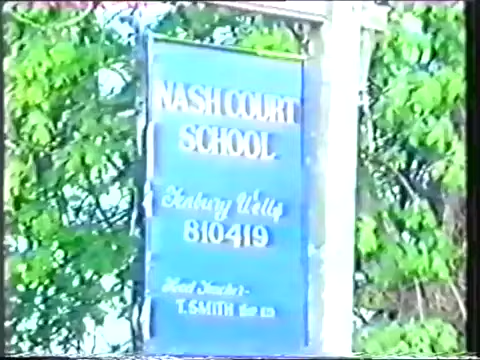 NASH COURT
SCHOOL
Tenbury Wells
810419
Head Teacher-
T. SMITH